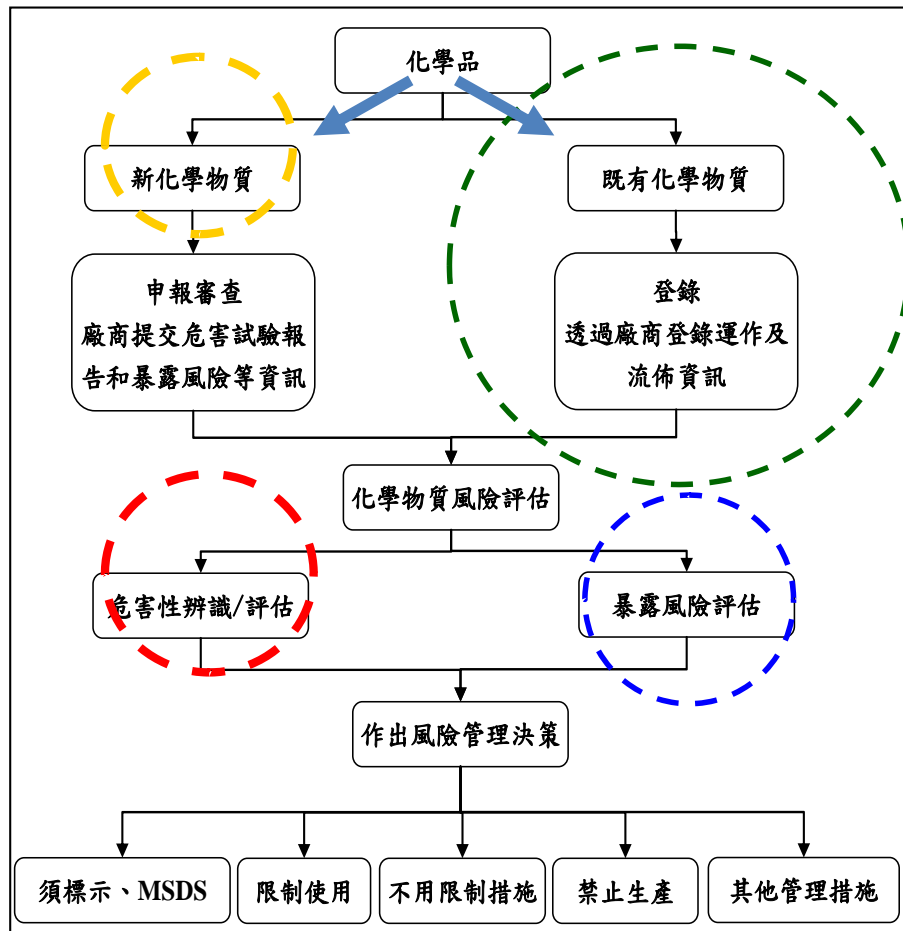 化學品
新化學物質
既有化學物質
申報審查
廠商提交危害試驗報
告和暴露風險等資訊
登錄
透過廠商登錄運作及
流佈資訊
化學物質風險評估
危害性辨識/評估
暴露風險評估
作出風險管理決策
須標示、MSDS
限制使用
不用限制措施
禁止生產
其他管理措施